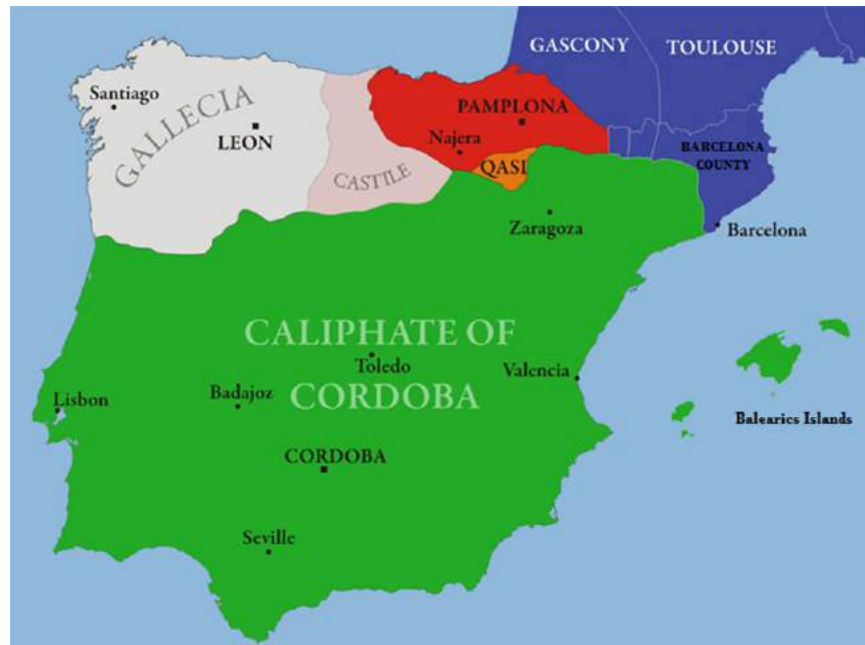 GASCONY
TOULOUSE
Santiago
GALLECIA
LEON
CASTILE
PAMPLONA
Najera
QASI
BARCELONA
COUNTY
Zaragoza
Barcelona
CALIPHATE OF
CORDOBA
Toledo
Valencia
Lisbon
Badajoz
Balearics Islands
CORDOBA
Seville